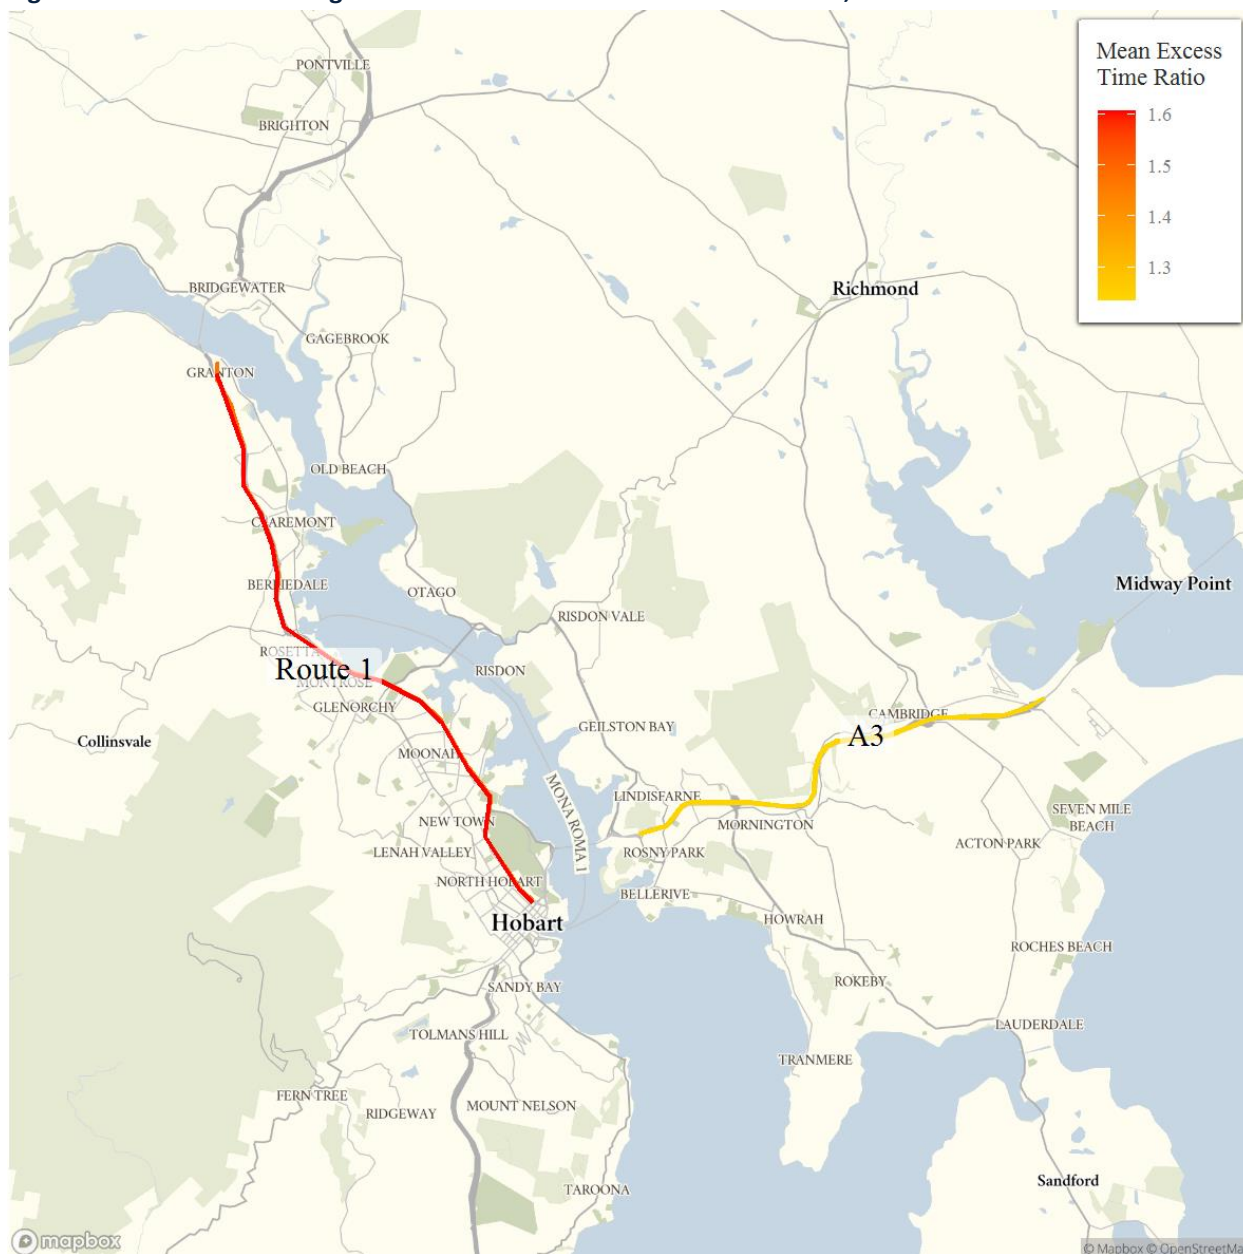 PONTVILLE
Mean Excess
Time Ratio
1.6
1.5
1.4
1.3
BRIGHTON
BRIDGEWATER
Richmond
GAGEBROOK
GRANTON
OLD BEACH
CLAREMONT
BERRIEDALE
OTAGO
Midway Point
RISDON VALE
ROSETTA
Route 1
MONTROSE
RISDON
GLENORCHY
GEILSTON BAY
CAMBRIDGE
Collinsvale
A3
MOONAH
LINDISFARNE
MONA ROMA 1
NEW TOWN
MORNINGTON
SEVEN MILE
BEACH
LENAH VALLEY
ROSNY PARK
ACTON PARK
NORTH HOBART
BELLERIVE
Hobart
HOWRAH
ROCHES BEACH
SANDY BAY
ROKEBY
TOLMANS HILL
LAUDERDALE
TRANMERE
FERN TREE
RIDGEWAY
MOUNT NELSON
TAROONA
Sandford
mapbox
© Mapbox © OpenStreetMa